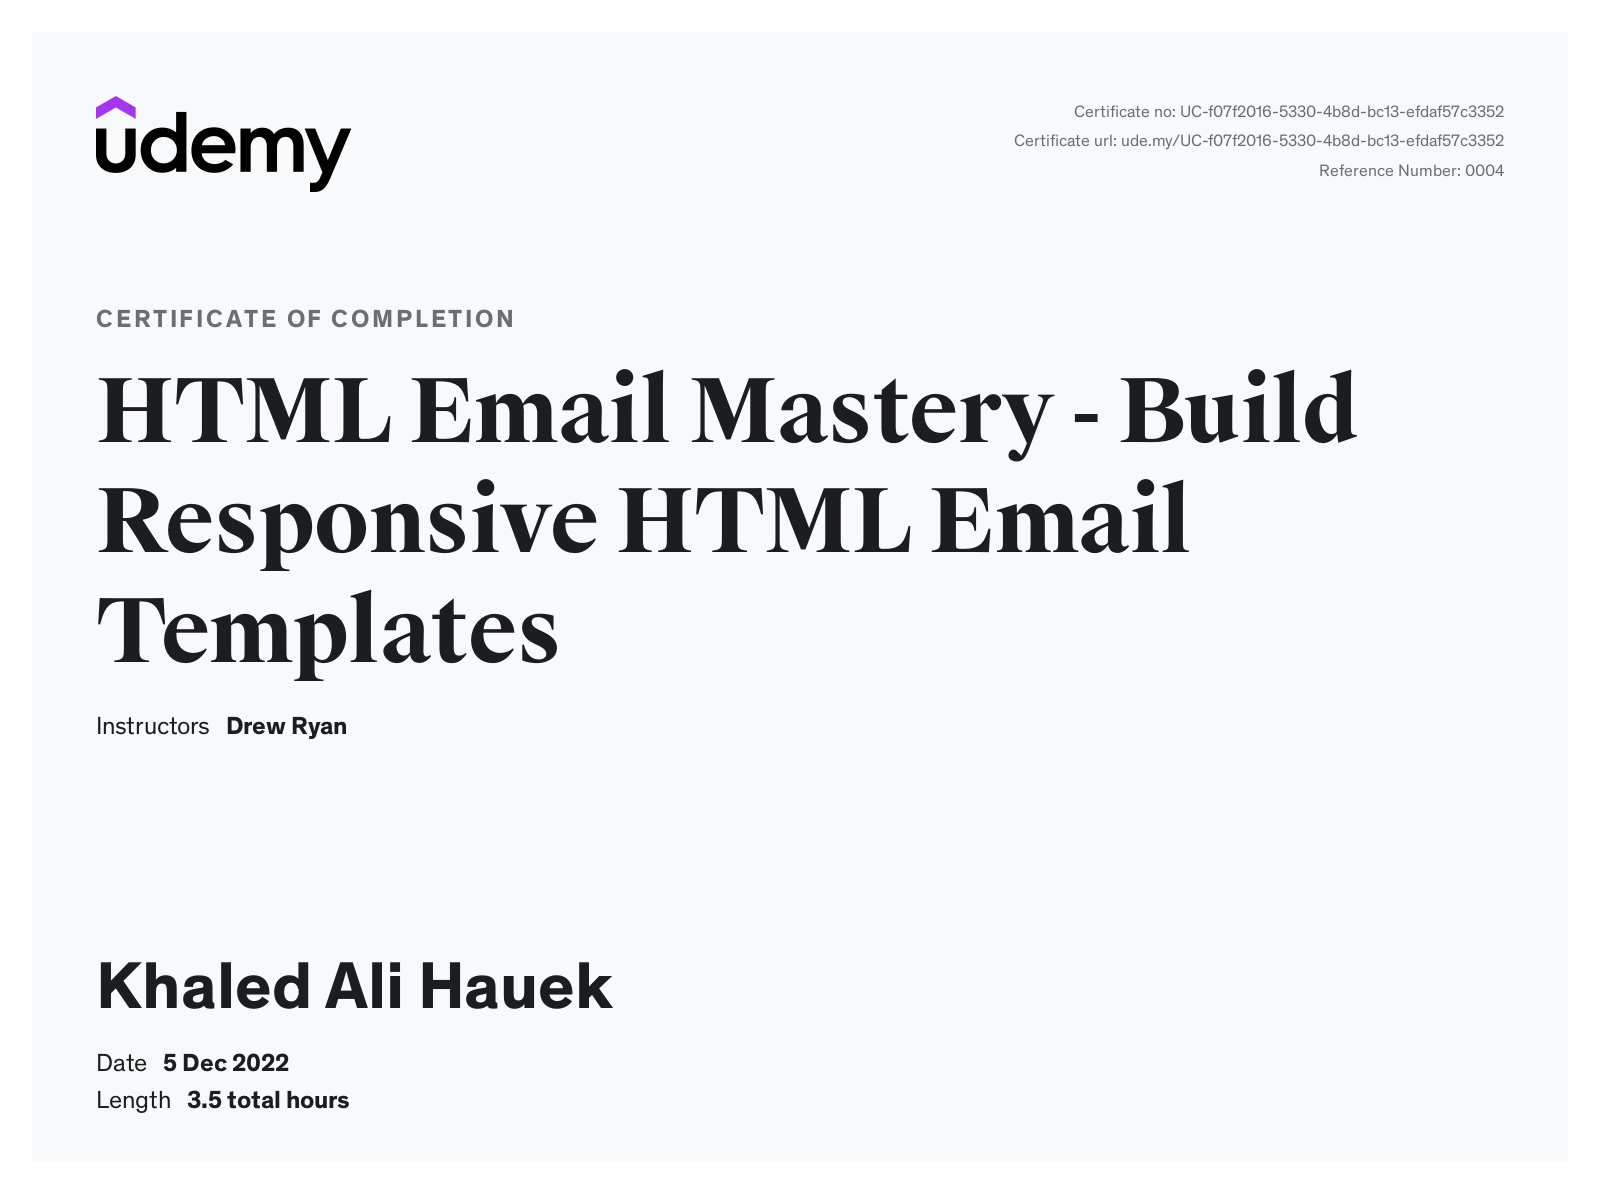 udemy
Certificate no: UC-f07f2016-5330-4b8d-bc13-efdaf57c3352
Certificate url: ude.my/UC-f07f2016-5330-4b8d-bc13-efdaf57c3352
Reference Number: 0004
CERTIFICATE OF COMPLETION
HTML Email Mastery - Build
Responsive HTML Email
Templates
Instructors Drew Ryan
Khaled Ali Hauek
Date 5 Dec 2022
Length 3.5 total hours